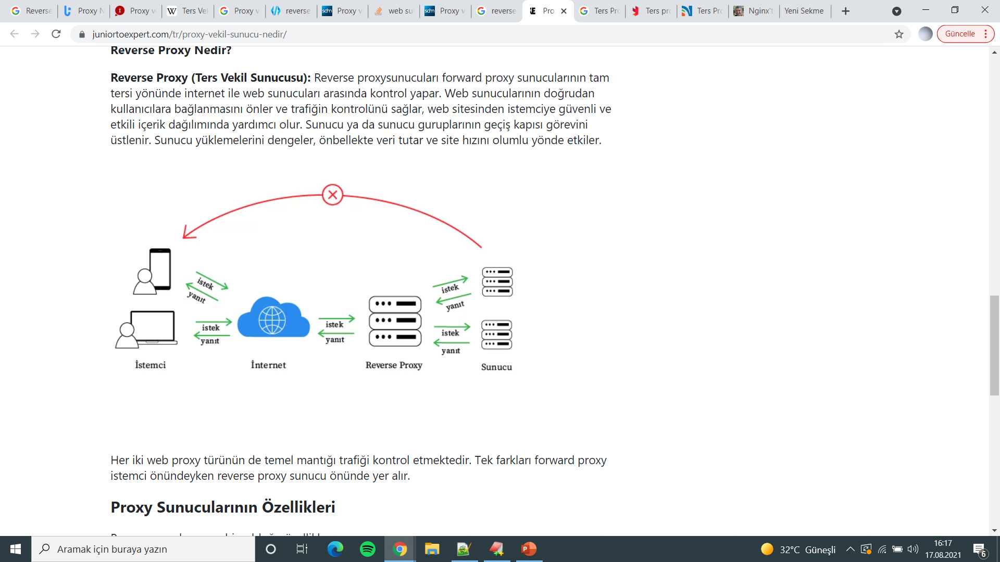 Reverse
Proxy N
Proxy v
Ters Vek
Proxy v
reverse
Proxy v
web su
Proxy v
reverse
Pro
Ters Pro
Ters pro
Ters Pro
Nginx't
Yeni Sekme
juniortoexpert.com/tr/proxy-vekil-sunucu-nedir/
Güncelle
Reverse Proxy Nedir?
Reverse Proxy (Ters Vekil Sunucusu): Reverse proxysunucuları forward proxy sunucularının tam
tersi yönünde internet ile web sunucuları arasında kontrol yapar. Web sunucularının doğrudan
kullanıcılara bağlanmasını önler ve trafiğin kontrolünü sağlar, web sitesinden istemciye güvenli ve
etkili içerik dağılımında yardımcı olur. Sunucu ya da sunucu guruplarının geçiş kapısı görevini
üstlenir. Sunucu yüklemelerini dengeler, önbellekte veri tutar ve site hızını olumlu yönde etkiler.
istek
yanıt
istek
yanıt
istek
yanıt
istek
yanıt
istek
yanıt
İstemci
İnternet
Reverse Proxy
Sunucu
Her iki web proxy türünün de temel mantığı trafiği kontrol etmektedir. Tek farkları forward proxy
istemci önündeyken reverse proxy sunucu önünde yer alır.
Proxy Sunucularının Özellikleri
Aramak için buraya yazın
32°C Güneşli
16:17
17.08.2021
6